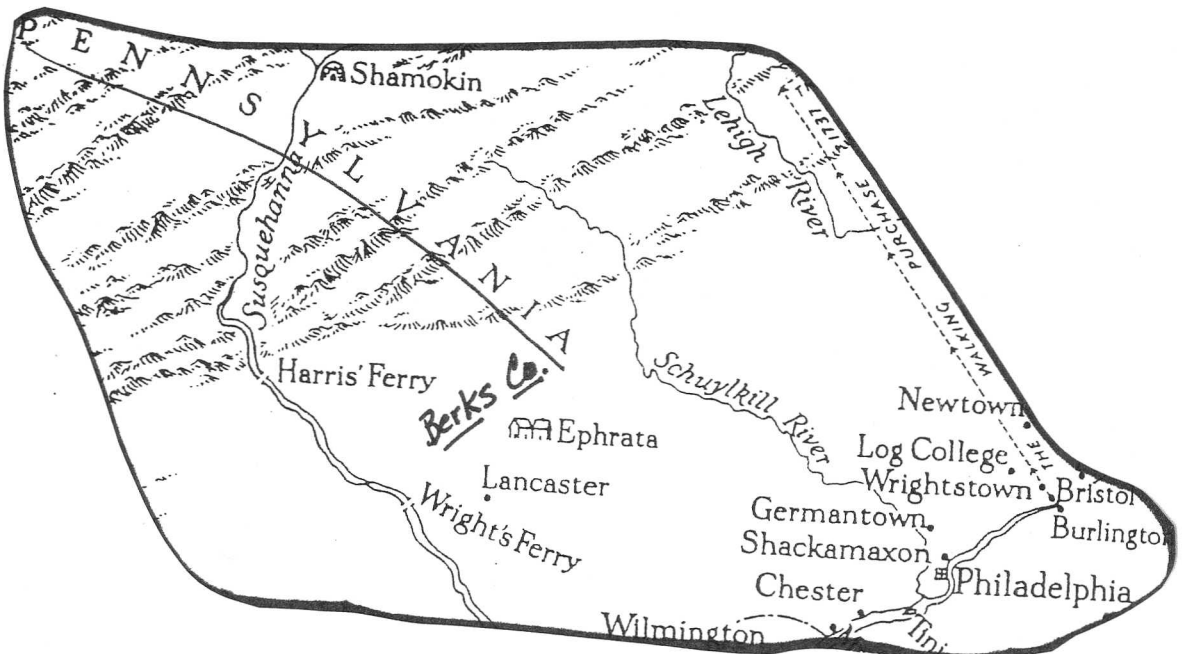 PENNSYLVANIA
Shamokin
Susquehanna
Lehigh
River
THE WALKING PURCHASE 1737
Harris' Ferry
Berks Co.
Ephrata
Lancaster
Wright's Ferry
Schuylkill River
Newtown
Log College
Wrightstown
Bristol
Burlington
Germantown
Shackamaxon
Philadelphia
Chester
Wilmington
Tini